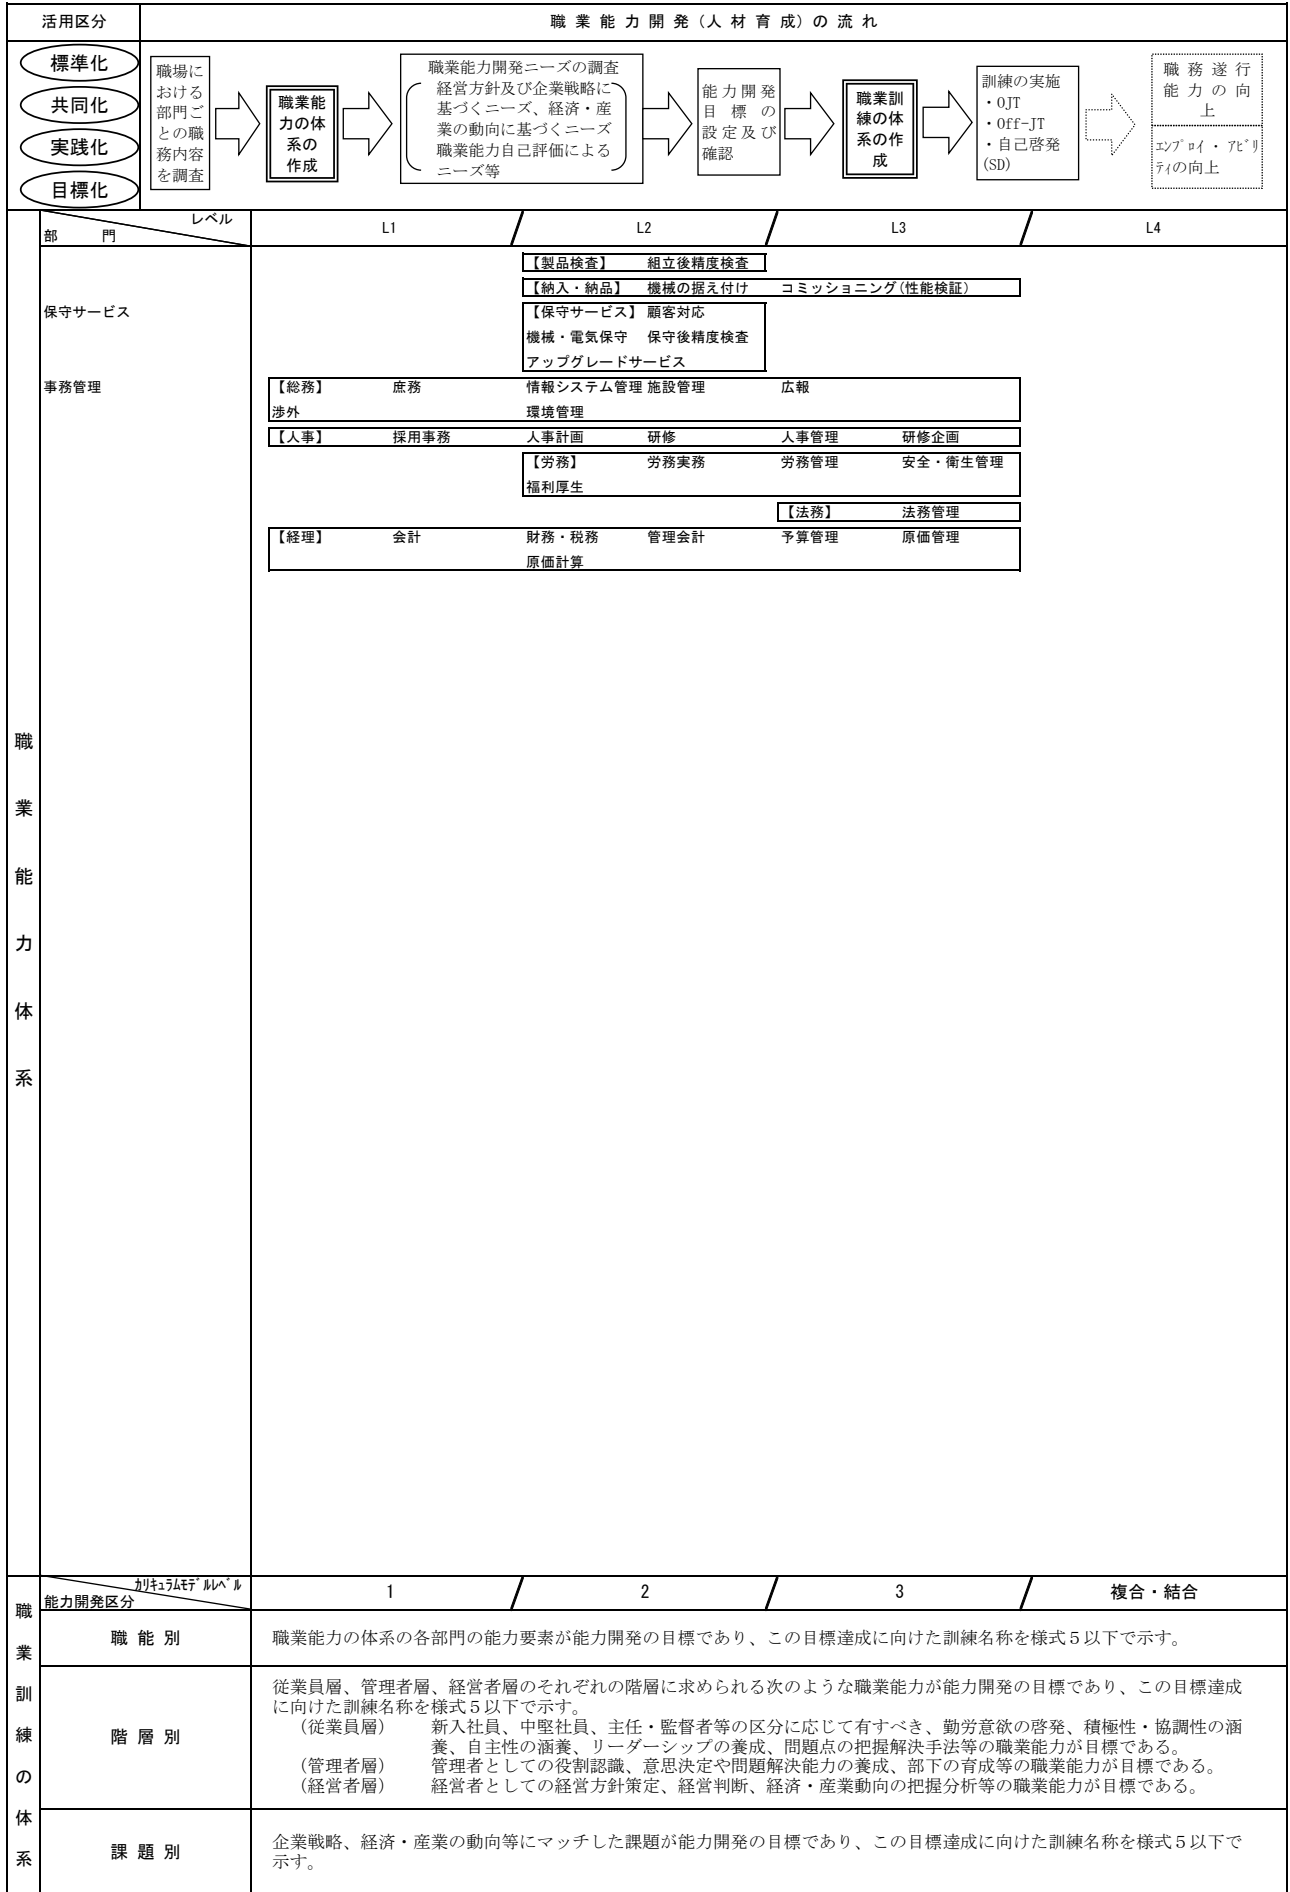 活用区分
職 業 能 力 開 発 (人 材 育 成) の 流 れ
標準化
共同化
実践化
目標化
職場に
おける
部門ご
との職
務内容
を調査
職業能
力の体
系の
作成
職業能力開発ニーズの調査
経営方針及び企業戦略に
基づくニーズ、経済・産
業の動向に基づくニーズ
職業能力自己評価による
ニーズ等
能力開発
目標の
設定及び
確認
職業訓
練の体
系の作
成
訓練の実施
・OJT
・Off-JT
・自己啓発
(SD)
職務遂行
能力の向
上
ｴﾝﾌﾟﾛｲ・ｱﾋﾞﾘ
ﾃｨの向上
職業能力体系
レベル
部 門
L1 L2 L3 L4
【製品検査】 組立後精度検査
【納入・納品】 機械の据え付け コミッショニング(性能検証)
保守サービス 【保守サービス】 顧客対応
機械・電気保守 保守後精度検査
アップグレードサービス
事務管理 【総務】 庶務 情報システム管理 施設管理 広報
渉外 環境管理
【人事】 採用事務 人事計画 研修 人事管理 研修企画
【労務】 労務実務 労務管理 安全・衛生管理
福利厚生
【法務】 法務管理
【経理】 会計 財務・税務 管理会計 予算管理 原価管理
原価計算
職業訓練の体系
ｶﾘｷｭﾗﾑﾓﾃﾞﾙﾚﾍﾞﾙ
能力開発区分
1 2 3 複合・結合
職 能 別
職業能力の体系の各部門の能力要素が能力開発の目標であり、この目標達成に向けた訓練名称を様式５以下で示す。
階 層 別
従業員層、管理者層、経営者層のそれぞれの階層に求められる次のような職業能力が能力開発の目標であり、この目標達成
に向けた訓練名称を様式５以下で示す。
（従業員層） 新入社員、中堅社員、主任・監督者等の区分に応じて有すべき、勤労意欲の啓発、積極性・協調性の涵
養、自主性の涵養、リーダーシップの養成、問題点の把握解決手法等の職業能力が目標である。
（管理者層） 管理者としての役割認識、意思決定や問題解決能力の養成、部下の育成等の職業能力が目標である。
（経営者層） 経営者としての経営方針策定、経営判断、経済・産業動向の把握分析等の職業能力が目標である。
課 題 別
企業戦略、経済・産業の動向等にマッチした課題が能力開発の目標であり、この目標達成に向けた訓練名称を様式５以下で
示す。